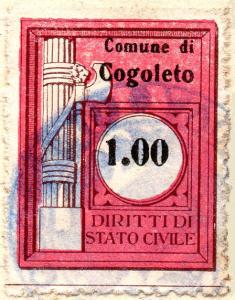 Comune di
Cogoleto
1.00
DIRITTI DI
STATO CIVILE